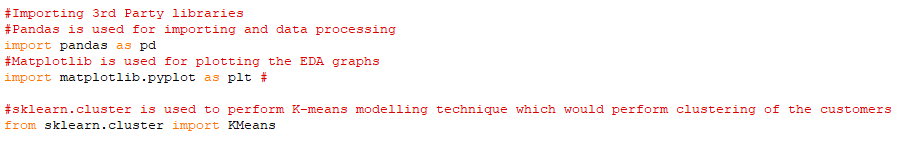 #Importing 3rd Party libraries
#Pandas is used for importing and data processing
import pandas as pd
#Matplotlib is used for plotting the EDA graphs
import matplotlib.pyplot as plt #
#sklearn.cluster is used to perform K-means modelling technique which would perform clustering of the customers
from sklearn.cluster import KMeans